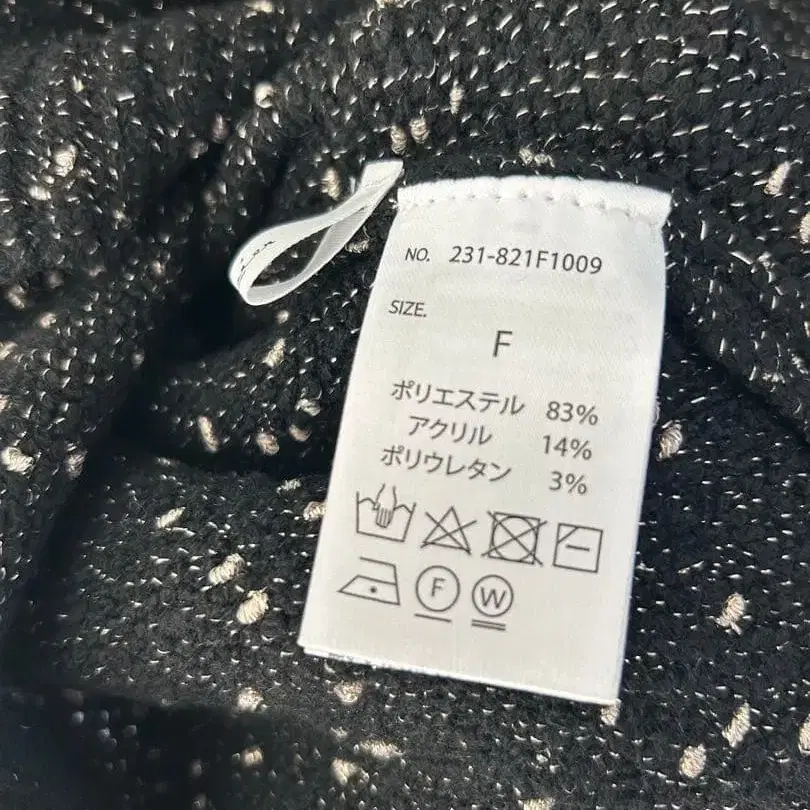 NO. 231-821F1009
SIZE.
F
ポリエステル 83%
アクリル 14%
ポリウレタン 3%
F W